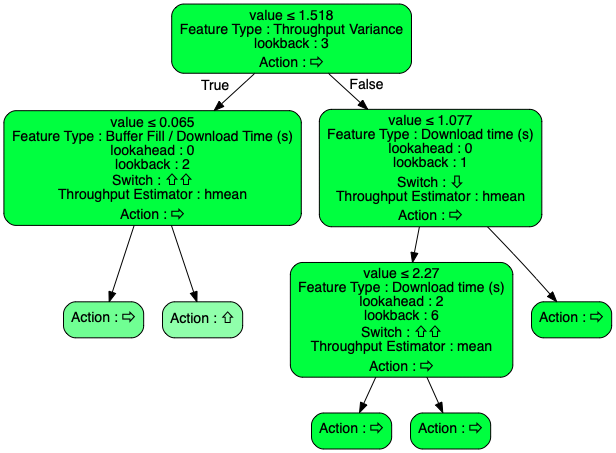 value ≤ 1.518
Feature Type : Throughput Variance
lookback : 3
Action : ⇨
True
False
value ≤ 0.065
Feature Type : Buffer Fill / Download Time (s)
lookahead : 0
lookback : 2
Switch : ⇧⇧
Throughput Estimator : hmean
Action : ⇨
value ≤ 1.077
Feature Type : Download time (s)
lookahead : 0
lookback : 1
Switch : ⇩
Throughput Estimator : hmean
Action : ⇨
Action : ⇨
Action : ⇧
value ≤ 2.27
Feature Type : Download time (s)
lookahead : 2
lookback : 6
Switch : ⇧⇧
Throughput Estimator : mean
Action : ⇨
Action : ⇨
Action : ⇨
Action : ⇨